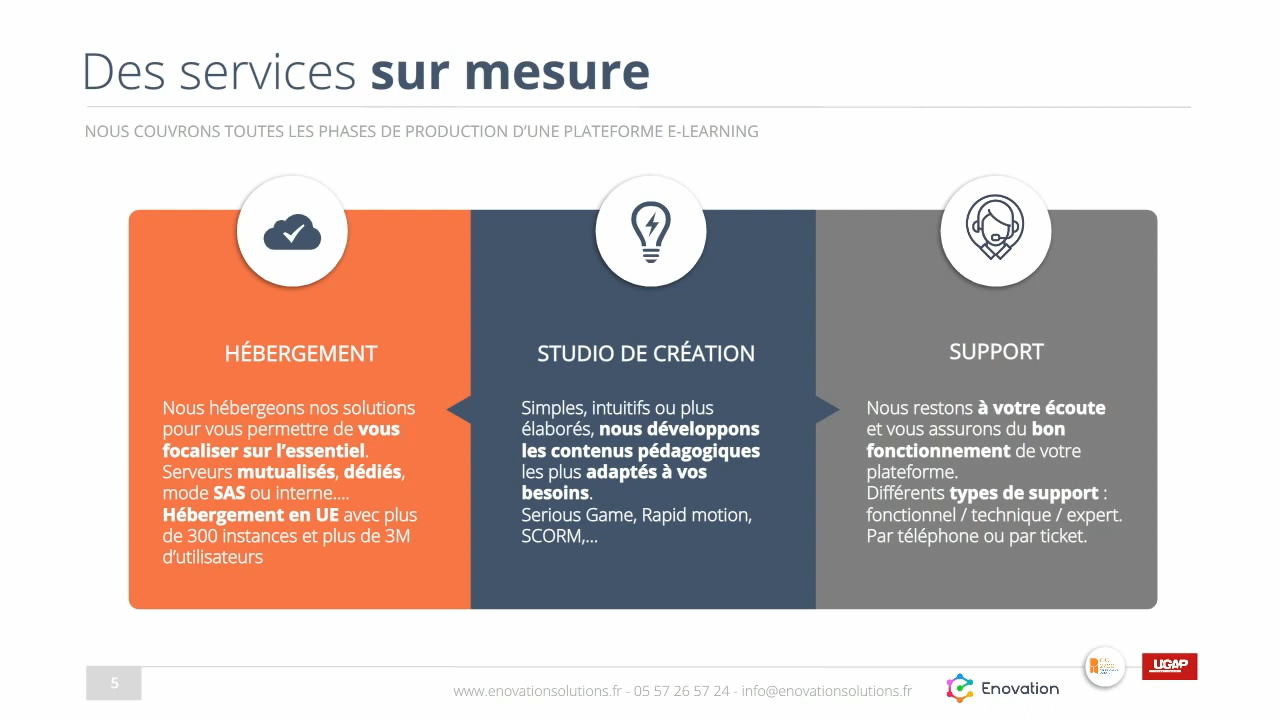 Des services sur mesure
NOUS COUVRONS TOUTES LES PHASES DE PRODUCTION D’UNE PLATEFORME E-LEARNING
HÉBERGEMENT
Nous hébergeons nos solutions
pour vous permettre de vous
focaliser sur l’essentiel.
Serveurs mutualisés, dédiés,
mode SAS ou interne....
Hébergement en UE avec plus
de 300 instances et plus de 3M
d’utilisateurs
STUDIO DE CRÉATION
Simples, intuitifs ou plus
élaborés, nous développons
les contenus pédagogiques
les plus adaptés à vos
besoins.
Serious Game, Rapid motion,
SCORM,...
SUPPORT
Nous restons à votre écoute
et vous assurons du bon
fonctionnement de votre
plateforme.
Différents types de support :
fonctionnel / technique / expert.
Par téléphone ou par ticket.
5
www.enovationsolutions.fr - 05 57 26 57 24 - info@enovationsolutions.fr
Enovation
UGAP